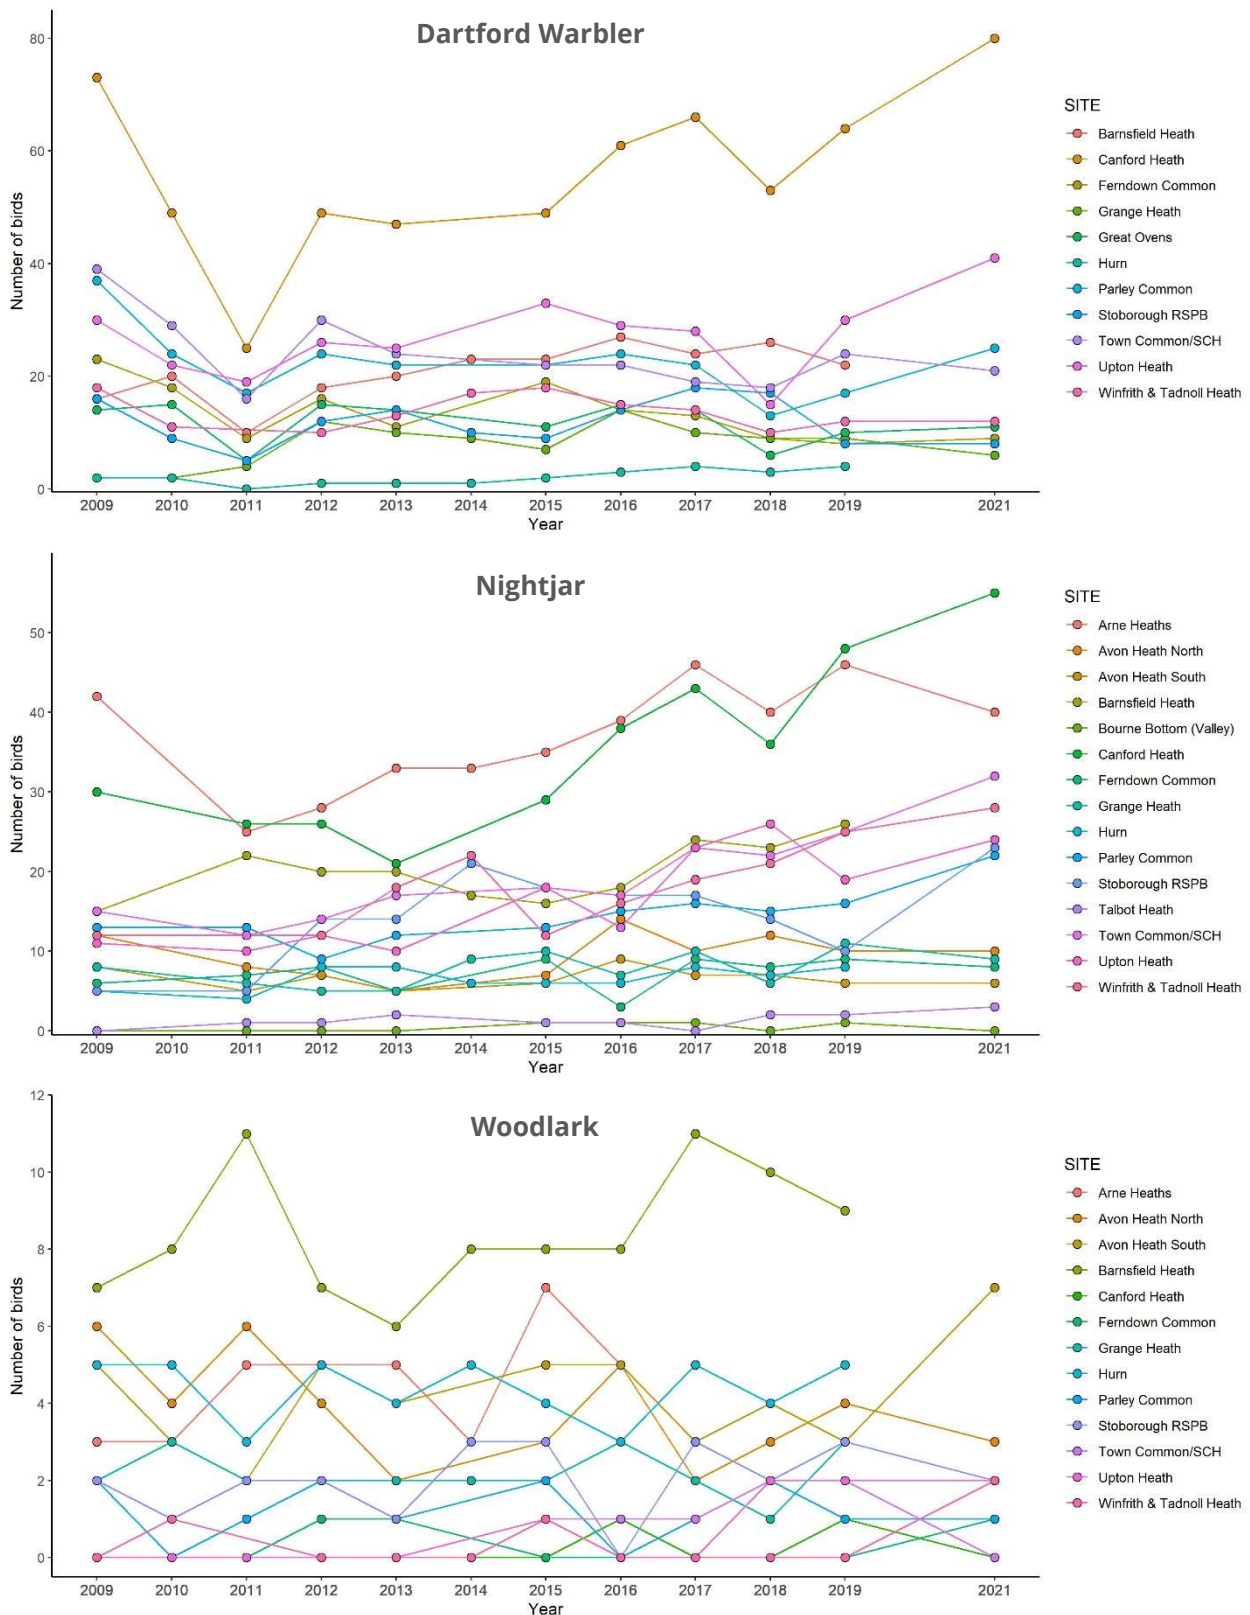 Dartford Warbler
80
60
40
20
0
Number of birds
2009 2010 2011 2012 2013 2014 2015 2016 2017 2018 2019 2021
Year
SITE
Barnsfield Heath
Canford Heath
Ferndown Common
Grange Heath
Great Ovens
Hurn
Parley Common
Stoborough RSPB
Town Common/SCH
Upton Heath
Winfrith & Tadnoll Heath
Nightjar
50
40
30
20
10
0
Number of birds
2009 2010 2011 2012 2013 2014 2015 2016 2017 2018 2019 2021
Year
SITE
Arne Heaths
Avon Heath North
Avon Heath South
Barnsfield Heath
Bourne Bottom (Valley)
Canford Heath
Ferndown Common
Grange Heath
Hurn
Parley Common
Stoborough RSPB
Talbot Heath
Town Common/SCH
Upton Heath
Winfrith & Tadnoll Heath
Woodlark
12
10
8
6
4
2
0
Number of birds
2009 2010 2011 2012 2013 2014 2015 2016 2017 2018 2019 2021
Year
SITE
Arne Heaths
Avon Heath North
Avon Heath South
Barnsfield Heath
Canford Heath
Ferndown Common
Grange Heath
Hurn
Parley Common
Stoborough RSPB
Town Common/SCH
Upton Heath
Winfrith & Tadnoll Heath